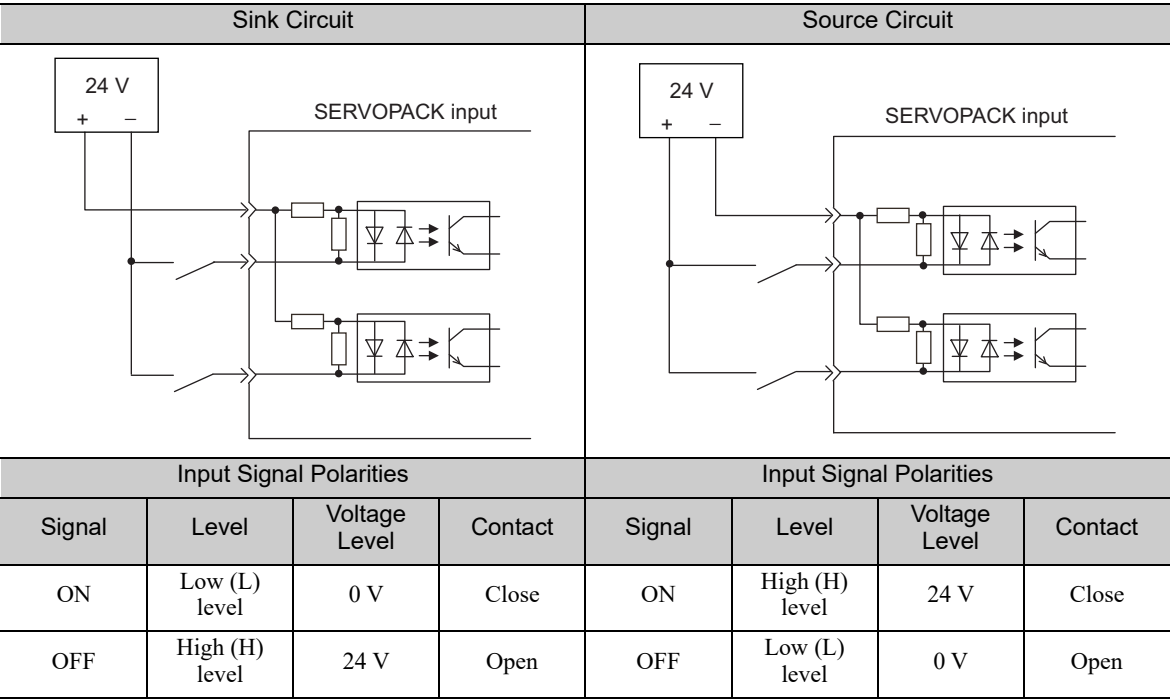 Sink Circuit
Source Circuit
24 V
+ −
SERVOPACK input
24 V
+ −
SERVOPACK input
Input Signal Polarities
Input Signal Polarities
Signal
Level
Voltage
Level
Contact
Signal
Level
Voltage
Level
Contact
ON
Low (L)
level
0 V
Close
ON
High (H)
level
24 V
Close
OFF
High (H)
level
24 V
Open
OFF
Low (L)
level
0 V
Open